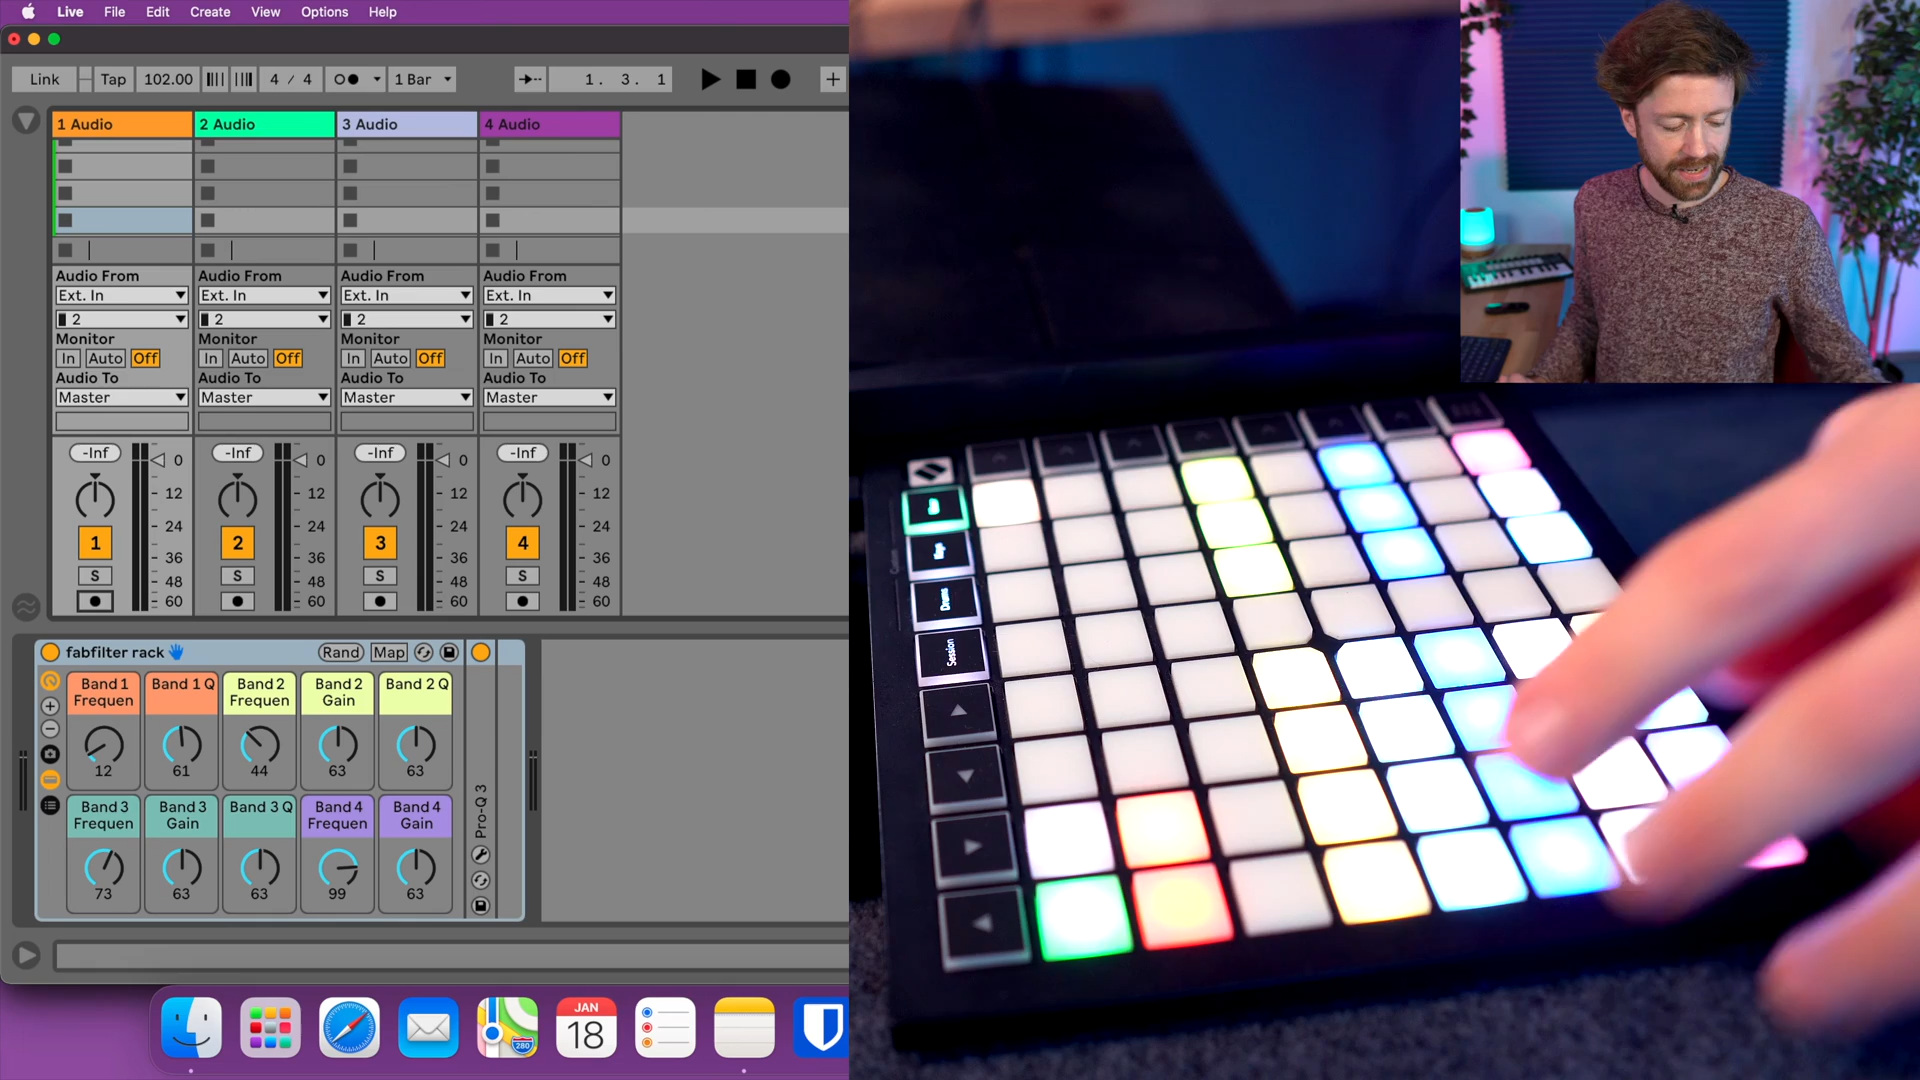 Live File Edit Create View Options Help
Link Tap 102.00 4 / 4 1 Bar 1. 3. 1
1 Audio 2 Audio 3 Audio 4 Audio
Audio From Audio From Audio From Audio From
Ext. In Ext. In Ext. In Ext. In
2 2 2 2
Monitor Monitor Monitor Monitor
In Auto Off In Auto Off In Auto Off In Auto Off
Audio To Audio To Audio To Audio To
Master Master Master Master
-Inf 0 -Inf 0 -Inf 0 -Inf 0
12 12 12 12
24 24 24 24
1 36 2 36 3 36 4 36
S 48 S 48 S 48 S 48
60 60 60 60
fabfilter rack Rand Map
Band 1 Frequen
Band 1 Q
Band 2 Frequen
Band 2 Gain
Band 2 Q
12 61 44 63 63
Band 3 Frequen
Band 3 Gain
Band 3 Q
Band 4 Frequen
Band 4 Gain
73 63 63 99 63
Pro-Q 3
JAN
18
280
Drums
Session